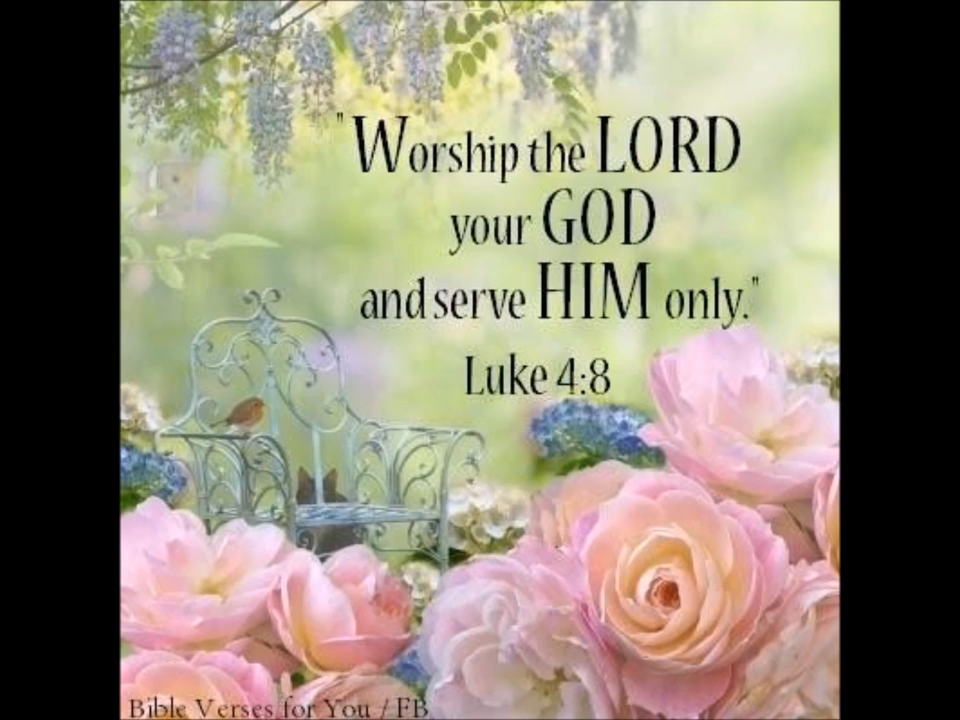 "Worship the LORD
your GOD
and serve HIM only."
Luke 4:8
Bible Verses for You / FB